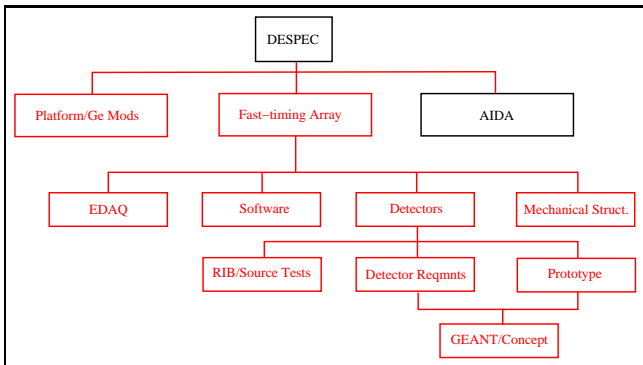 DESPEC
Platform/Ge Mods
Fast−timing Array
AIDA
EDAQ
Software
Detectors
Mechanical Struct.
RIB/Source Tests
Detector Reqmnts
Prototype
GEANT/Concept